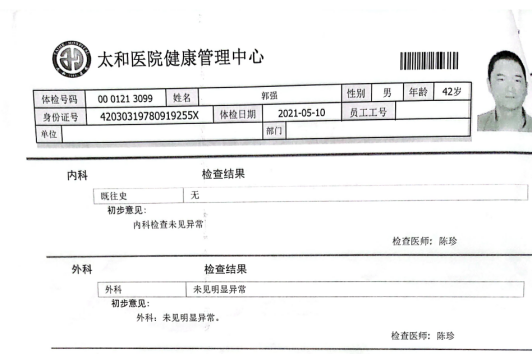 太和医院健康管理中心
体检号码 00 0121 3099 姓名 郭强 性别 男 年龄 42岁
身份证号 42030319780919255X 体检日期 2021-05-10 员工工号
单位 部门
内科 检查结果
既往史 无
初步意见:
内科检查未见异常
检查医师: 陈珍
外科 检查结果
外科 未见明显异常
初步意见:
外科: 未见明显异常。
检查医师: 陈珍